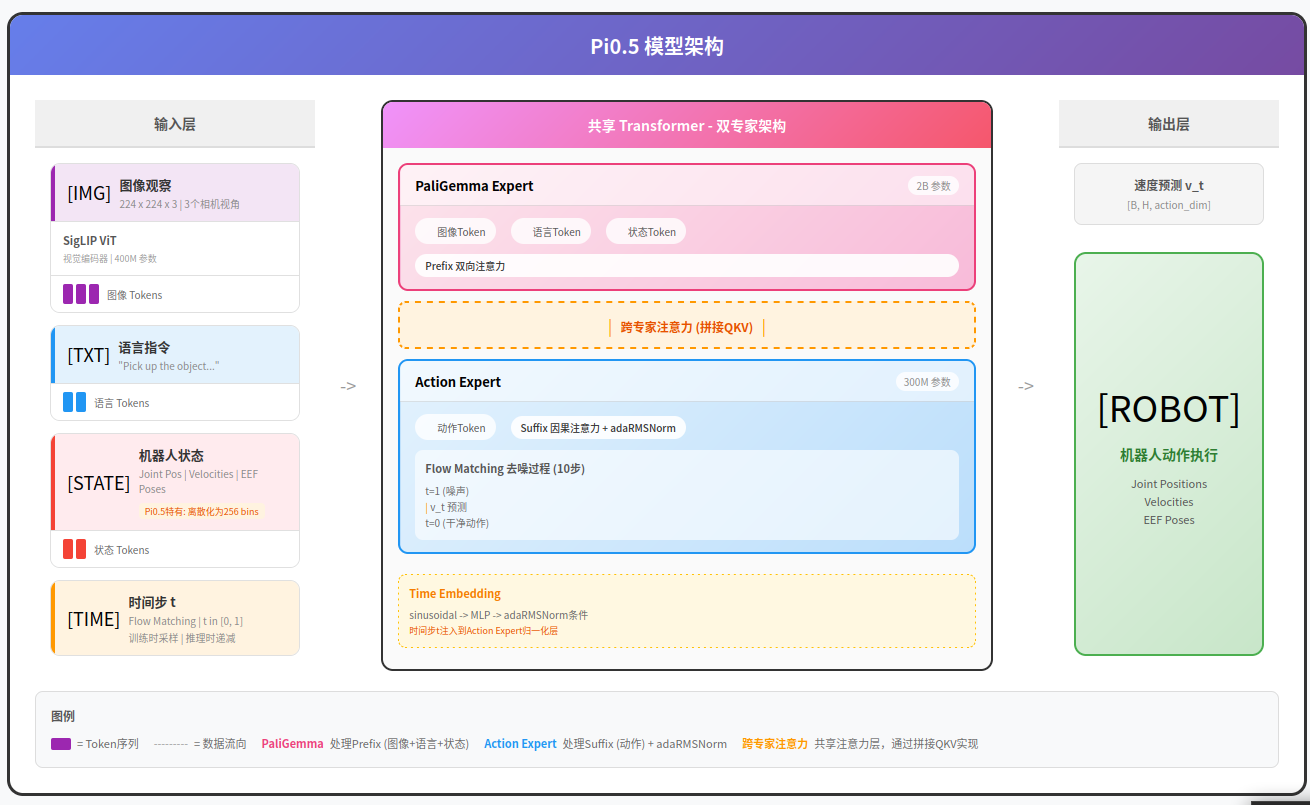 Pi0.5 模型架构
输入层
[IMG]
图像观察
224 x 224 x 3 | 3个相机视角
SigLIP ViT
视觉编码器 | 400M 参数
图像 Tokens
[TXT]
语言指令
"Pick up the object..."
语言 Tokens
[STATE]
机器人状态
Joint Pos | Velocities | EEF
Poses
Pi0.5特有: 离散化为256 bins
状态 Tokens
[TIME]
时间步 t
Flow Matching | t in [0, 1]
训练时采样 | 推理时递减
->
共享 Transformer - 双专家架构
PaliGemma Expert
2B 参数
图像Token
语言Token
状态Token
Prefix 双向注意力
| 跨专家注意力 (拼接QKV) |
Action Expert
300M 参数
动作Token
Suffix 因果注意力 + adaRMSNorm
Flow Matching 去噪过程 (10步)
t=1 (噪声)
| v_t 预测
t=0 (干净动作)
Time Embedding
sinusoidal -> MLP -> adaRMSNorm条件
时间步t注入到Action Expert归一化层
->
输出层
速度预测 v_t
[B, H, action_dim]
[ROBOT]
机器人动作执行
Joint Positions
Velocities
EEF Poses
图例
= Token序列 --------- = 数据流向 PaliGemma 处理Prefix (图像+语言+状态) Action Expert 处理Suffix (动作) + adaRMSNorm 跨专家注意力 共享注意力层，通过拼接QKV实现